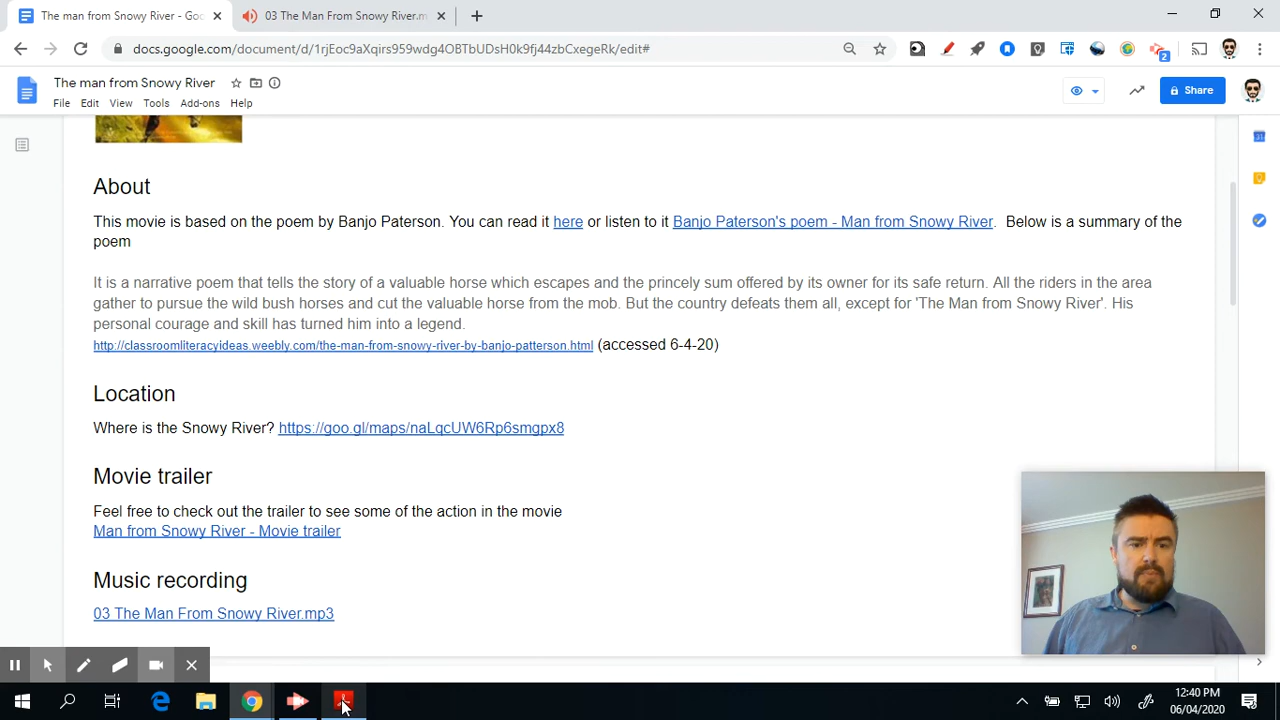 The man from Snowy River - Goo
03 The Man From Snowy River.m
docs.google.com/document/d/1rjEoc9aXqirs959wdg4OBTbUDsH0k9fj44zbCxegeRk/edit#
2
The man from Snowy River
File Edit View Tools Add-ons Help
Share
31
About
This movie is based on the poem by Banjo Paterson. You can read it here or listen to it Banjo Paterson's poem - Man from Snowy River. Below is a summary of the
poem
It is a narrative poem that tells the story of a valuable horse which escapes and the princely sum offered by its owner for its safe return. All the riders in the area
gather to pursue the wild bush horses and cut the valuable horse from the mob. But the country defeats them all, except for 'The Man from Snowy River'. His
personal courage and skill has turned him into a legend.
http://classroomliteracyideas.weebly.com/the-man-from-snowy-river-by-banjo-patterson.html (accessed 6-4-20)
Location
Where is the Snowy River? https://goo.gl/maps/naLqcUW6Rp6smgpx8
Movie trailer
Feel free to check out the trailer to see some of the action in the movie
Man from Snowy River - Movie trailer
Music recording
03 The Man From Snowy River.mp3
12:40 PM
06/04/2020